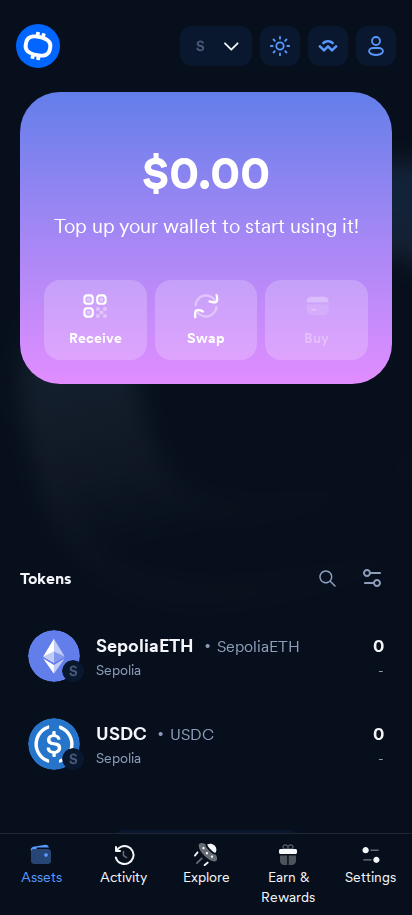 S
$0.00
Top up your wallet to start using it!
Receive Swap Buy
Tokens
SepoliaETH • SepoliaETH 0
S Sepolia -
USDC • USDC 0
S Sepolia -
Assets Activity Explore Earn & Settings
Rewards